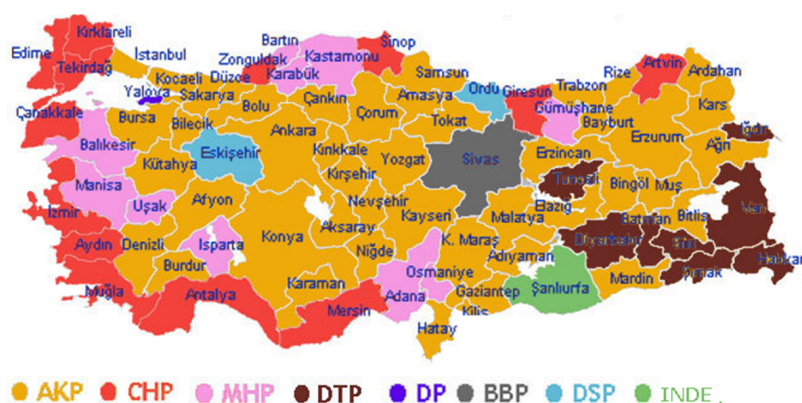 Kırklareli
Edirne
Tekirdağ
İstanbul
Kocaeli
Yalova
Sakarya
Düzce
Zonguldak
Bartın
Karabük
Kastamonu
Sinop
Samsun
Ordu
Giresun
Trabzon
Rize
Artvin
Ardahan
Kars
Iğdır
Çanakkale
Bursa
Bilecik
Bolu
Çankırı
Çorum
Amasya
Tokat
Gümüşhane
Bayburt
Erzurum
Ağrı
Balıkesir
Kütahya
Eskişehir
Ankara
Kırıkkale
Kırşehir
Yozgat
Sivas
Erzincan
Tunceli
Bingöl
Muş
Van
Manisa
Uşak
Afyon
Nevşehir
Aksaray
Kayseri
Malatya
Elazığ
Batman
Bitlis
İzmir
Aydın
Denizli
Isparta
Burdur
Konya
Niğde
K. Maraş
Adıyaman
Diyarbakır
Siirt
Şırnak
Hakkari
Muğla
Antalya
Karaman
Mersin
Adana
Osmaniye
Gaziantep
Kilis
Şanlıurfa
Mardin
Hatay
AKP CHP MHP DTP DP BBP DSP INDE .